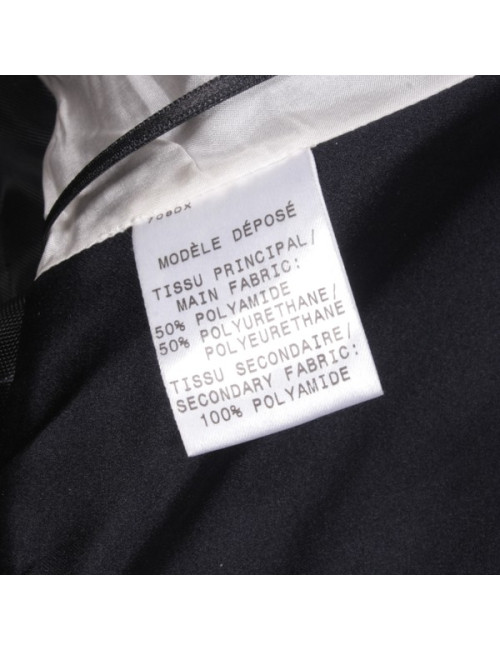 MODÈLE DÉPOSÉ
TISSU PRINCIPAL/
MAIN FABRIC:
50% POLYAMIDE
50% POLYURETHANE/
POLYEURETHANE
TISSU SECONDAIRE/
SECONDARY FABRIC:
100% POLYAMIDE